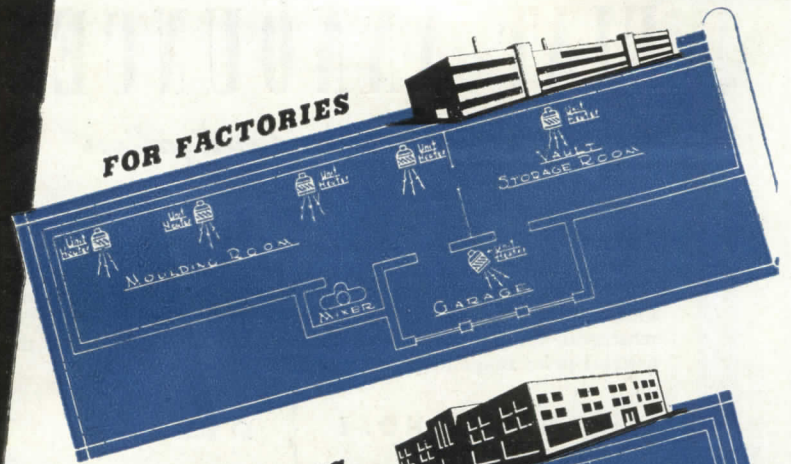 FOR FACTORIES
Unit
Heater
Unit
Heater
Unit
Heater
Unit
Heater
Unit
Heater
VAULT
STORAGE ROOM
MOULDING ROOM
Unit
Heater
MIXER
GARAGE